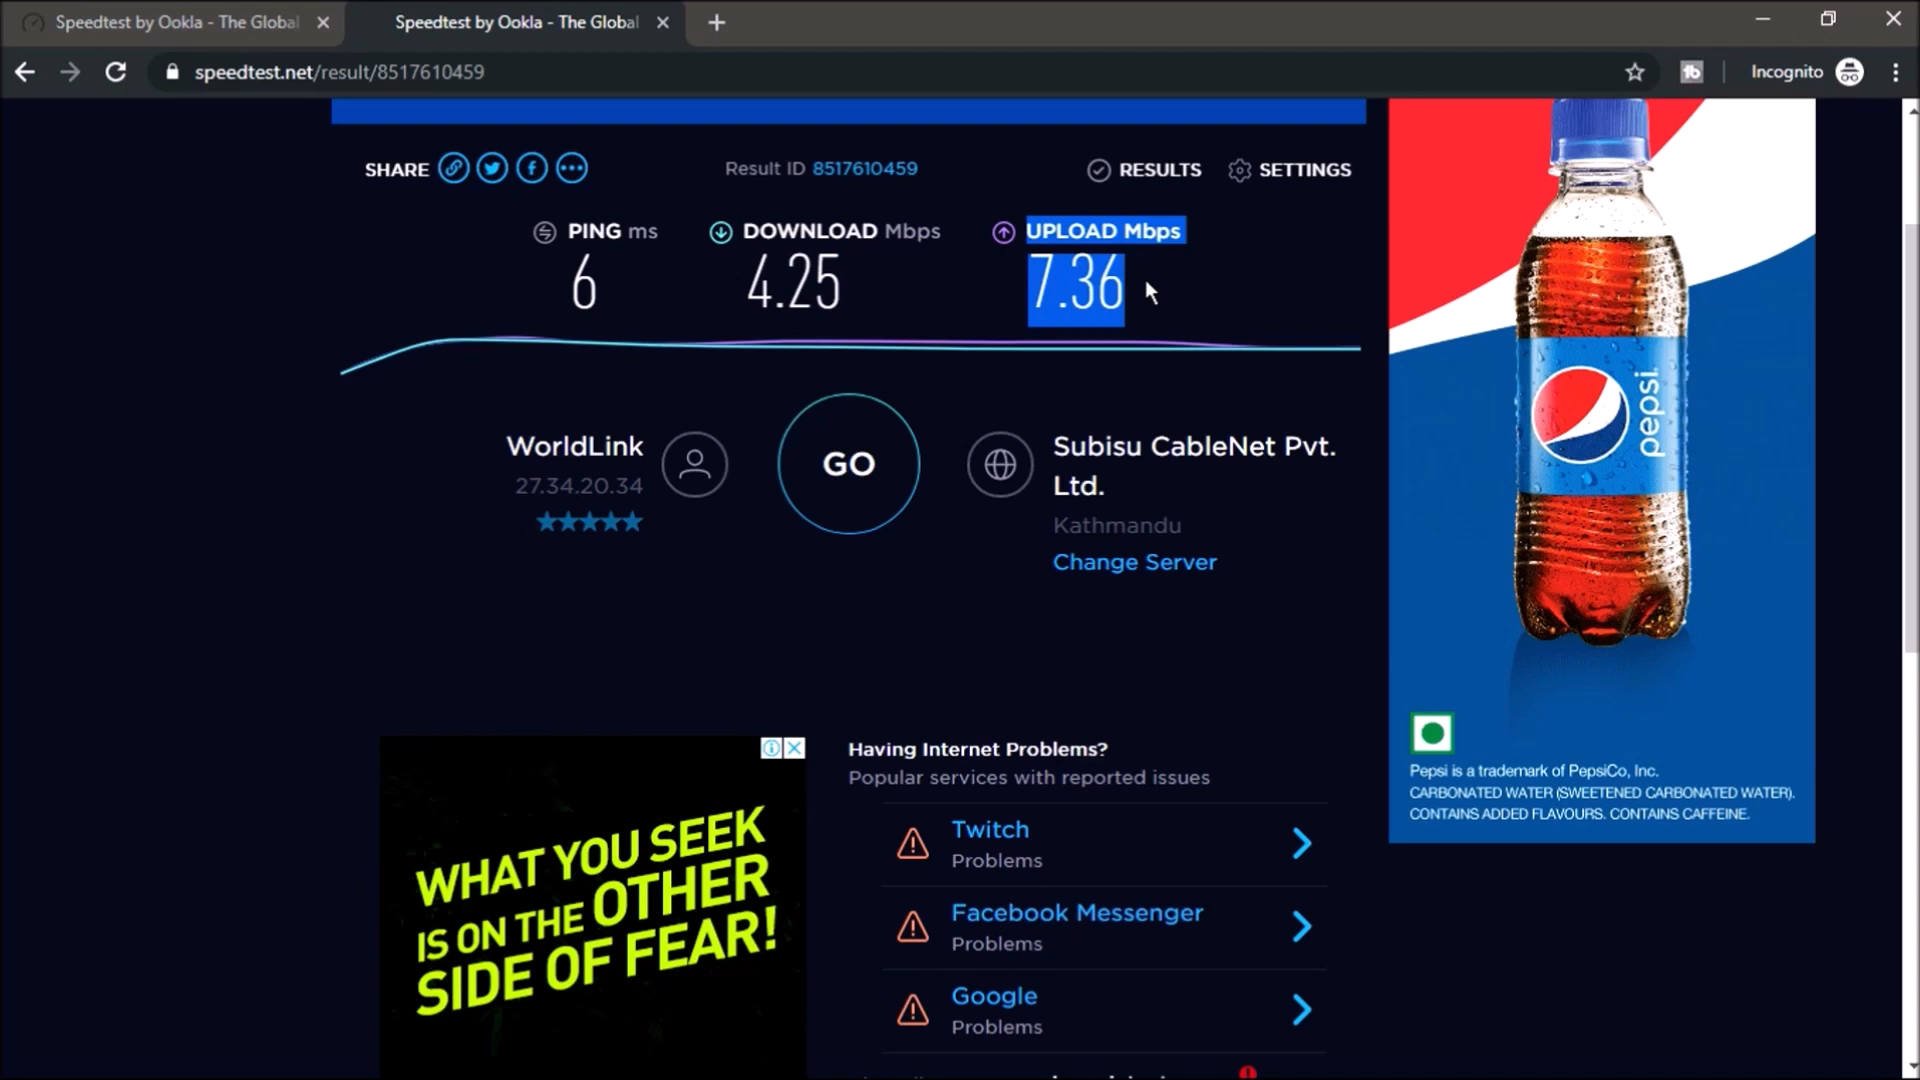 Speedtest by Ookla - The Global
Speedtest by Ookla - The Global
speedtest.net/result/8517610459
Incognito
SHARE
Result ID 8517610459
RESULTS
SETTINGS
PING ms
DOWNLOAD Mbps
UPLOAD Mbps
6
4.25
7.36
WorldLink
27.34.20.34
GO
Subisu CableNet Pvt.
Ltd.
Kathmandu
Change Server
pepsi
Pepsi is a trademark of PepsiCo, Inc.
CARBONATED WATER (SWEETENED CARBONATED WATER).
CONTAINS ADDED FLAVOURS. CONTAINS CAFFEINE.
WHAT YOU SEEK
IS ON THE OTHER
SIDE OF FEAR!
Having Internet Problems?
Popular services with reported issues
Twitch
Problems
Facebook Messenger
Problems
Google
Problems